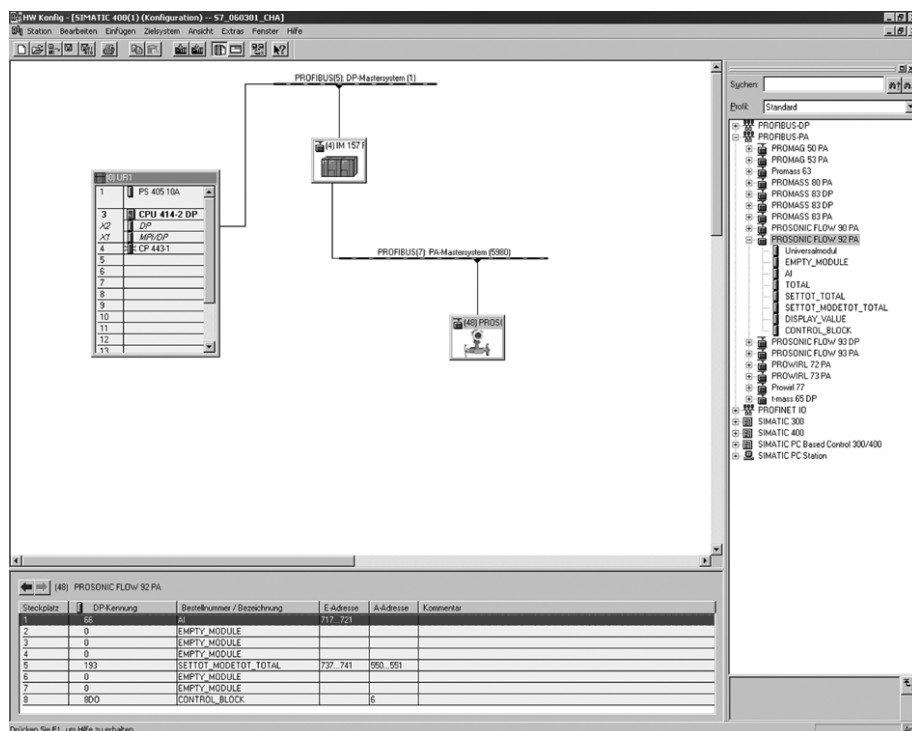 HW Konfig - [SIMATIC 400(1) (Konfiguration) -- S7_060301_CHA]
Station Bearbeiten Einfügen Zielsystem Ansicht Extras Fenster Hilfe
PROFIBUS(5): DP-Mastersystem (1)
(4) IM 157
(0) UR1
1 PS 405 10A
3 CPU 414-2 DP
X2 DP
X1 MPI/DP
4 CP 443-1
5
6
7
8
9
10
11
12
13
PROFIBUS(7): PA-Mastersystem (5980)
(48) PROSI
Suchen:
Profil: Standard
PROFIBUS-DP
PROFIBUS-PA
PROMAG 50 PA
PROMAG 53 PA
Promass 63
PROMASS 80 PA
PROMASS 83 DP
PROMASS 83 DP
PROMASS 83 PA
PROSONIC FLOW 90 PA
PROSONIC FLOW 92 PA
Universalmodul
EMPTY_MODULE
AI
TOTAL
SETTOT_TOTAL
SETTOT_MODETOT_TOTAL
DISPLAY_VALUE
CONTROL_BLOCK
PROSONIC FLOW 93 DP
PROSONIC FLOW 93 PA
PROWIRL 72 PA
PROWIRL 73 PA
Prowirl 77
t-mass 65 DP
PROFINET IO
SIMATIC 300
SIMATIC 400
SIMATIC PC Based Control 300/400
SIMATIC PC Station
(48) PROSONIC FLOW 92 PA
Steckplatz DP-Kennung Bestellnummer / Bezeichnung E-Adresse A-Adresse Kommentar
1 66 AI 717...721
2 0 EMPTY_MODULE
3 0 EMPTY_MODULE
4 0 EMPTY_MODULE
5 193 SETTOT_MODETOT_TOTAL 737...741 550...551
6 0 EMPTY_MODULE
7 0 EMPTY_MODULE
8 8DO CONTROL_BLOCK 6
Drücken Sie F1, um Hilfe zu erhalten.